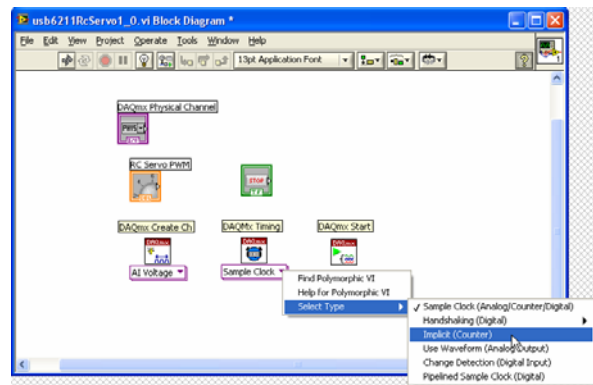 usb6211RcServo1_0.vi Block Diagram *
File Edit View Project Operate Tools Window Help
13pt Application Font
DAQmx Physical Channel
RC Servo PWM
STOP
TF
DAQmx Create Ch DAQMx Timing DAQmx Start
AI Voltage Sample Clock
Find Polymorphic VI
Help for Polymorphic VI
Select Type
✓ Sample Clock (Analog/Counter/Digital)
Handshaking (Digital)
Implicit (Counter)
Use Waveform (Analog Output)
Change Detection (Digital Input)
Pipelined Sample Clock (Digital)